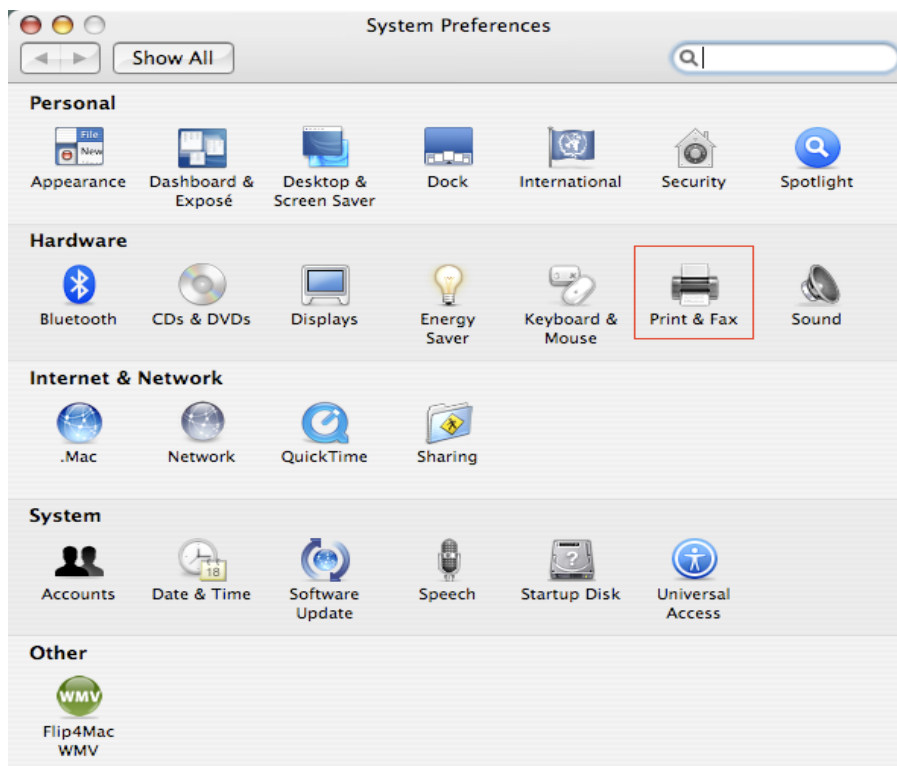 System Preferences
Show All
Personal
File
New
Appearance
Dashboard &
Exposé
Desktop &
Screen Saver
Dock
International
Security
Spotlight
Hardware
Bluetooth
CDs & DVDs
Displays
Energy
Saver
Keyboard &
Mouse
Print & Fax
Sound
Internet & Network
.Mac
Network
QuickTime
Sharing
System
18
?
Accounts
Date & Time
Software
Update
Speech
Startup Disk
Universal
Access
Other
WMV
Flip4Mac
WMV